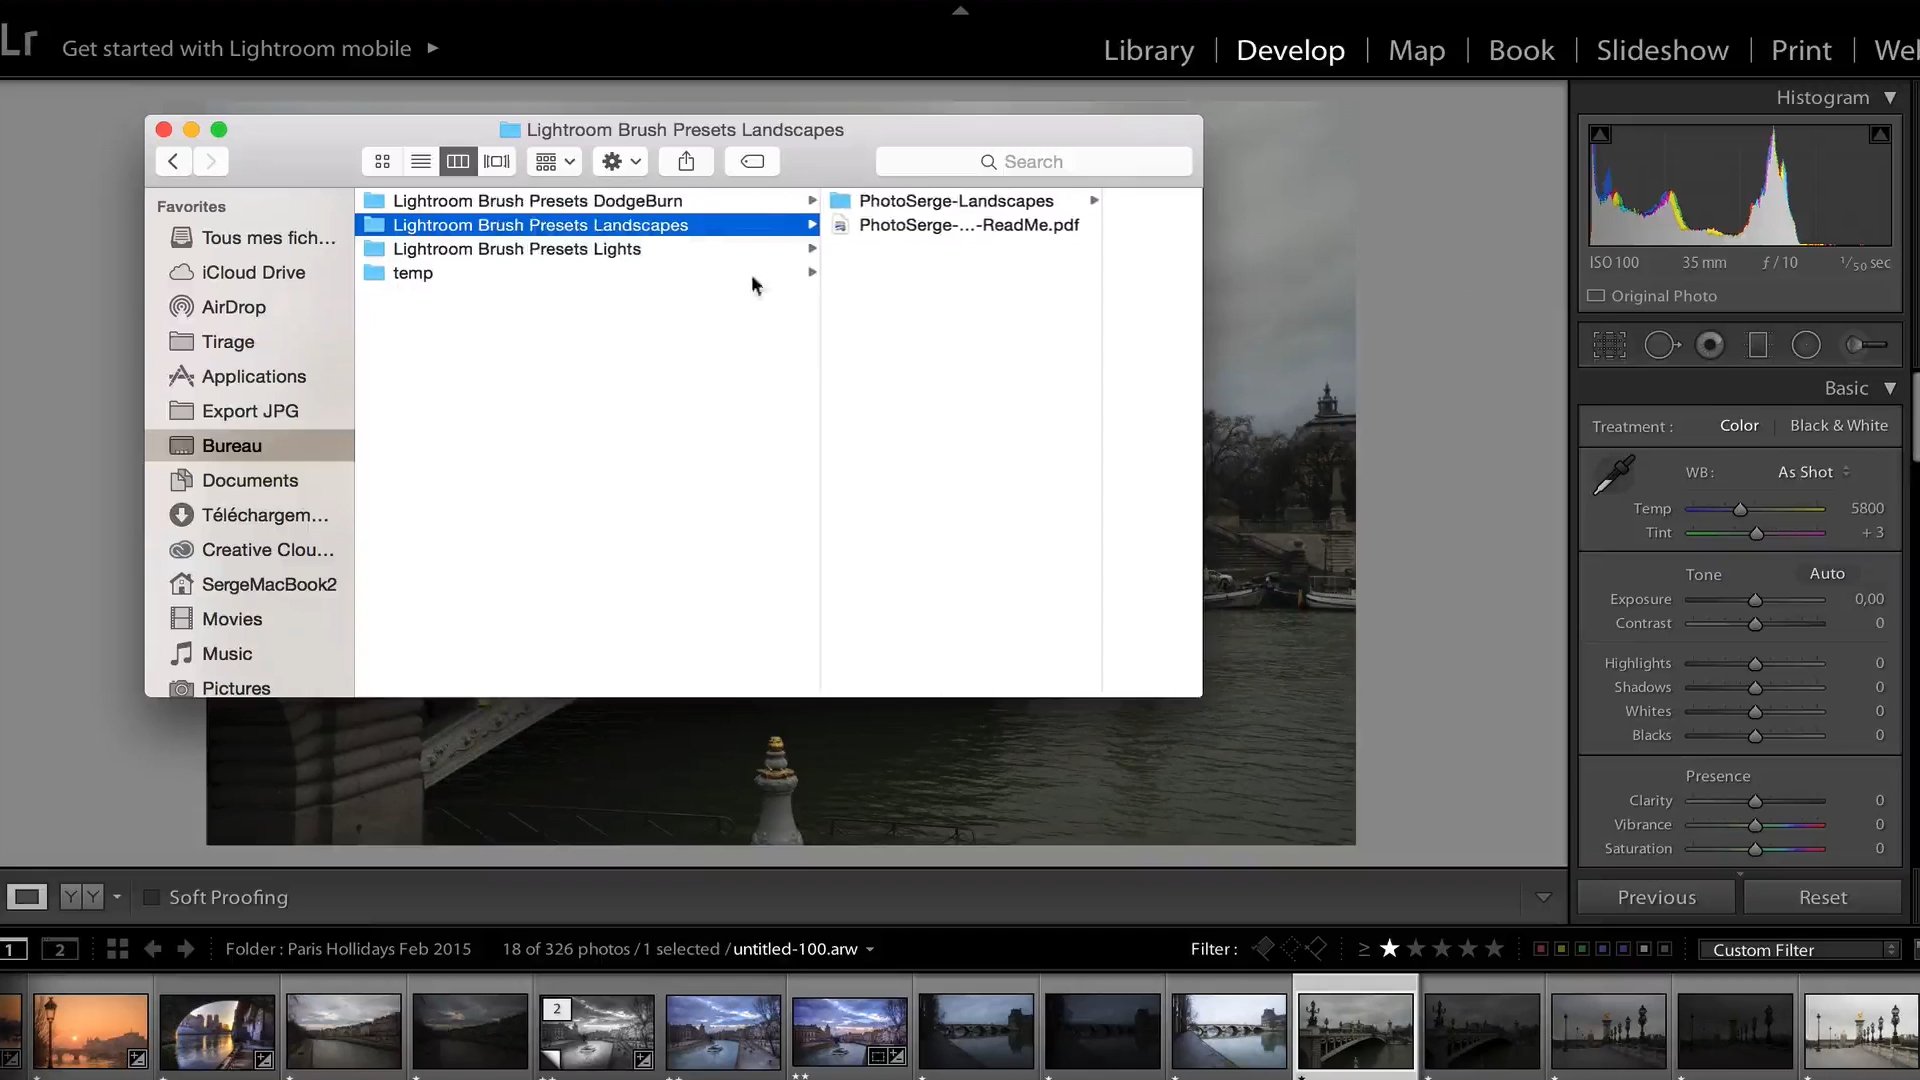 Lr Get started with Lightroom mobile
Library | Develop | Map | Book | Slideshow | Print |
Histogram
Lightroom Brush Presets Landscapes
Search
Favorites
Tous mes fich...
iCloud Drive
AirDrop
Tirage
Applications
Export JPG
Bureau
Documents
Téléchargem...
Creative Clou...
SergeMacBook2
Movies
Music
Pictures
Lightroom Brush Presets DodgeBurn
Lightroom Brush Presets Landscapes
Lightroom Brush Presets Lights
temp
PhotoSerge-Landscapes
PhotoSerge-...-ReadMe.pdf
ISO 100 35 mm ƒ / 10 1/50 sec
Original Photo
Basic
Treatment : Color Black & White
WB : As Shot
Temp 5800
Tint + 3
Tone Auto
Exposure 0,00
Contrast 0
Highlights 0
Shadows 0
Whites 0
Blacks 0
Presence
Clarity 0
Vibrance 0
Saturation 0
Previous Reset
Y Y Soft Proofing
1 2 Folder : Paris Hollidays Feb 2015 18 of 326 photos / 1 selected / untitled-100.arw Filter : ≥ Custom Filter
2